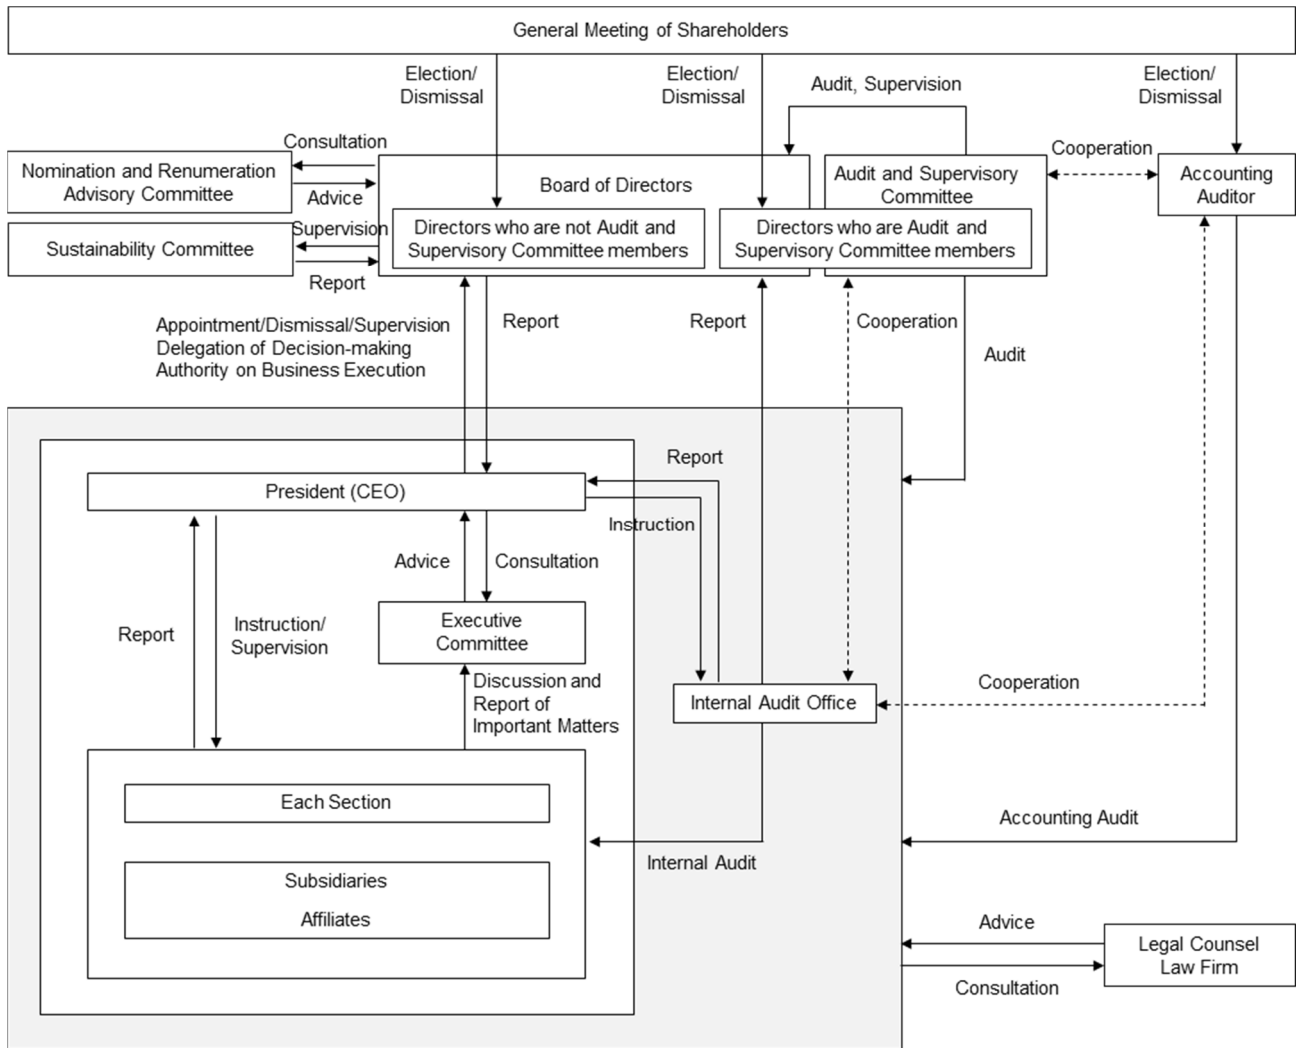 General Meeting of Shareholders
Election/
Dismissal
Election/
Dismissal
Audit, Supervision
Election/
Dismissal
Consultation
Nomination and Renumeration
Advisory Committee
Advice
Board of Directors
Audit and Supervisory
Committee
Cooperation
Accounting
Auditor
Sustainability Committee
Supervision
Report
Directors who are not Audit and
Supervisory Committee members
Directors who are Audit and
Supervisory Committee members
Appointment/Dismissal/Supervision
Delegation of Decision-making
Authority on Business Execution
Report
Report
Cooperation
Audit
President (CEO)
Report
Instruction
Advice
Consultation
Report
Instruction/
Supervision
Executive
Committee
Discussion and
Report of
Important Matters
Internal Audit Office
Cooperation
Each Section
Subsidiaries
Affiliates
Internal Audit
Accounting Audit
Advice
Consultation
Legal Counsel
Law Firm